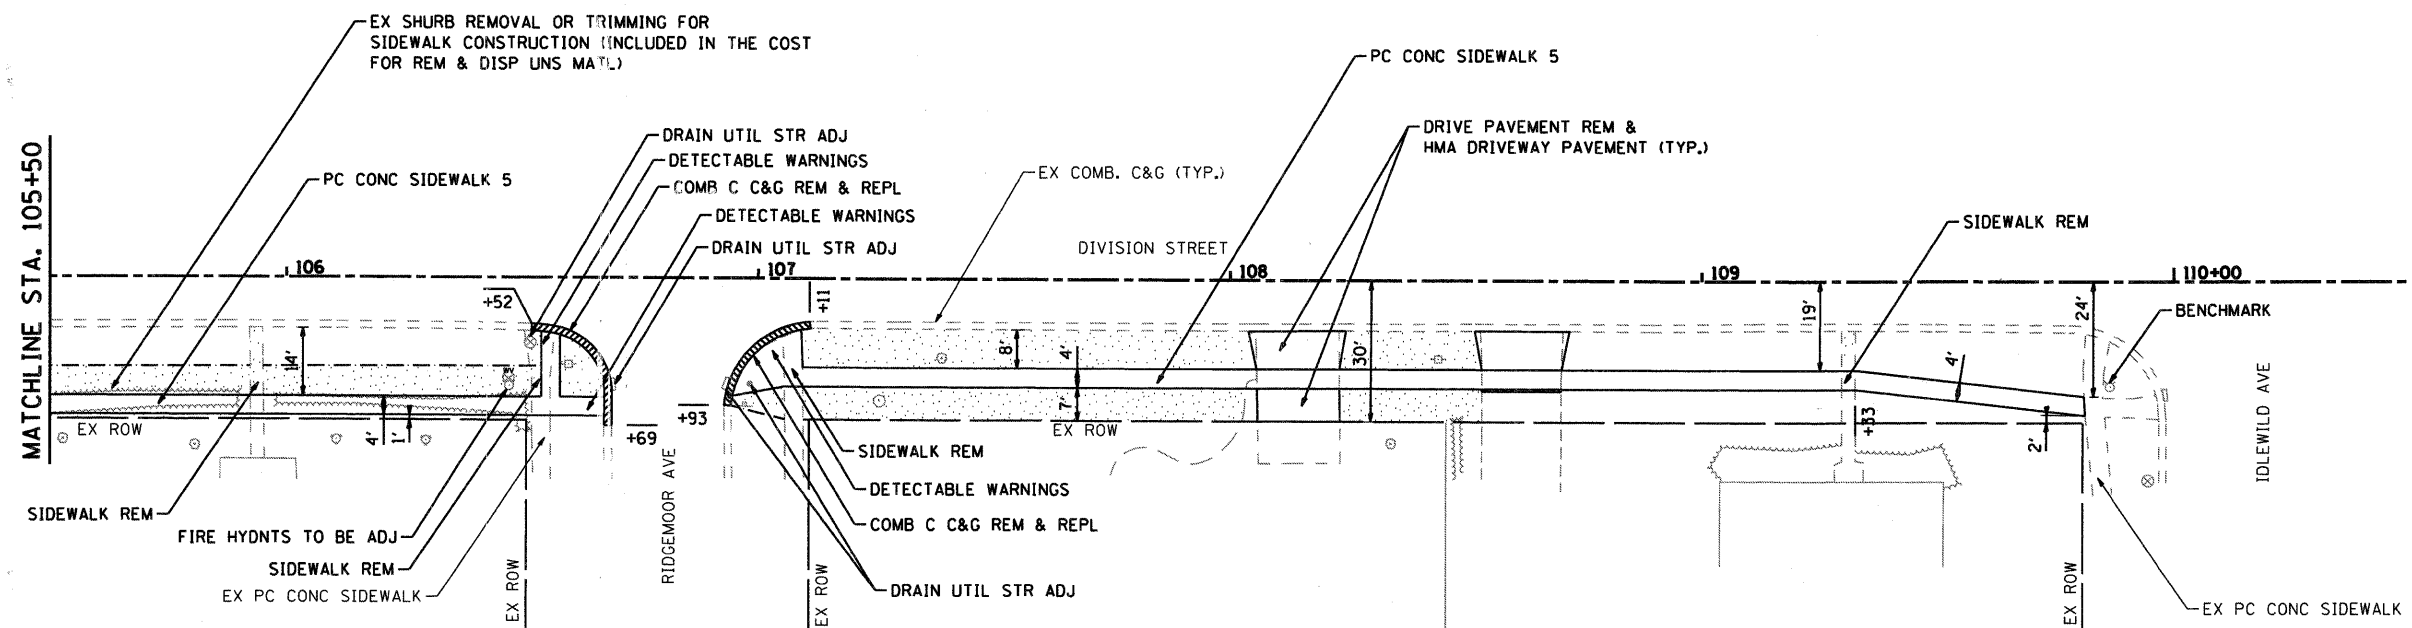 EX SHURB REMOVAL OR TRIMMING FOR
SIDEWALK CONSTRUCTION (INCLUDED IN THE COST
FOR REM & DISP UNS MATL)
PC CONC SIDEWALK 5
DRAIN UTIL STR ADJ
DETECTABLE WARNINGS
COMB C C&G REM & REPL
DETECTABLE WARNINGS
DRAIN UTIL STR ADJ
PC CONC SIDEWALK 5
DRIVE PAVEMENT REM &
HMA DRIVEWAY PAVEMENT (TYP.)
EX COMB. C&G (TYP.)
SIDEWALK REM
DIVISION STREET
MATCHLINE STA. 105+50
106
107
108
109
110+00
+52
+11
19'
24'
BENCHMARK
14'
WV
8'
4'
30'
4'
7'
+93
4'
1'
EX ROW
+69
EX ROW
+33
2'
IDLEWILD AVE
RIDGEMOOR AVE
SIDEWALK REM
DETECTABLE WARNINGS
COMB C C&G REM & REPL
DRAIN UTIL STR ADJ
SIDEWALK REM
FIRE HYDNTS TO BE ADJ
SIDEWALK REM
EX PC CONC SIDEWALK
EX ROW
EX ROW
EX ROW
EX PC CONC SIDEWALK